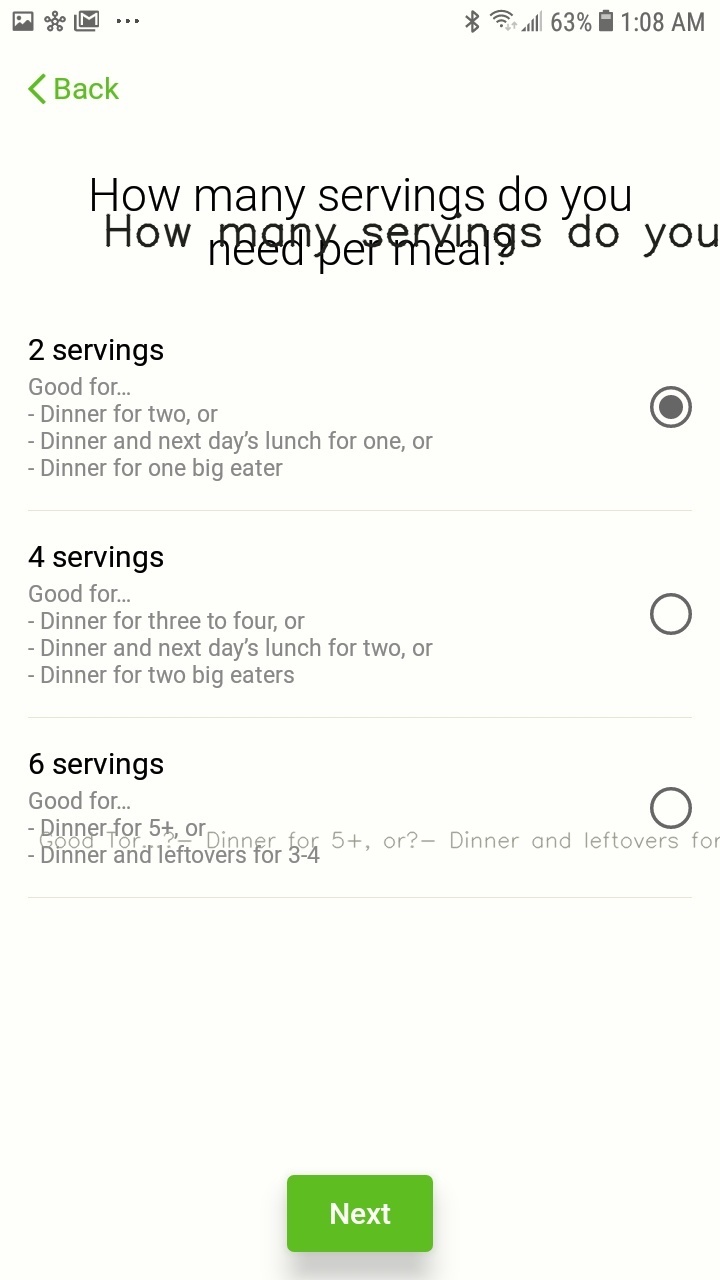 63% 1:08 AM
Back
How many servings do you
How many servings do you
need per meal?
2 servings
Good for...
- Dinner for two, or
- Dinner and next day’s lunch for one, or
- Dinner for one big eater
4 servings
Good for...
- Dinner for three to four, or
- Dinner and next day’s lunch for two, or
- Dinner for two big eaters
6 servings
Good for...
- Dinner for 5+, or
Good for...?– Dinner for 5+, or?– Dinner and leftovers for
- Dinner and leftovers for 3-4
Next